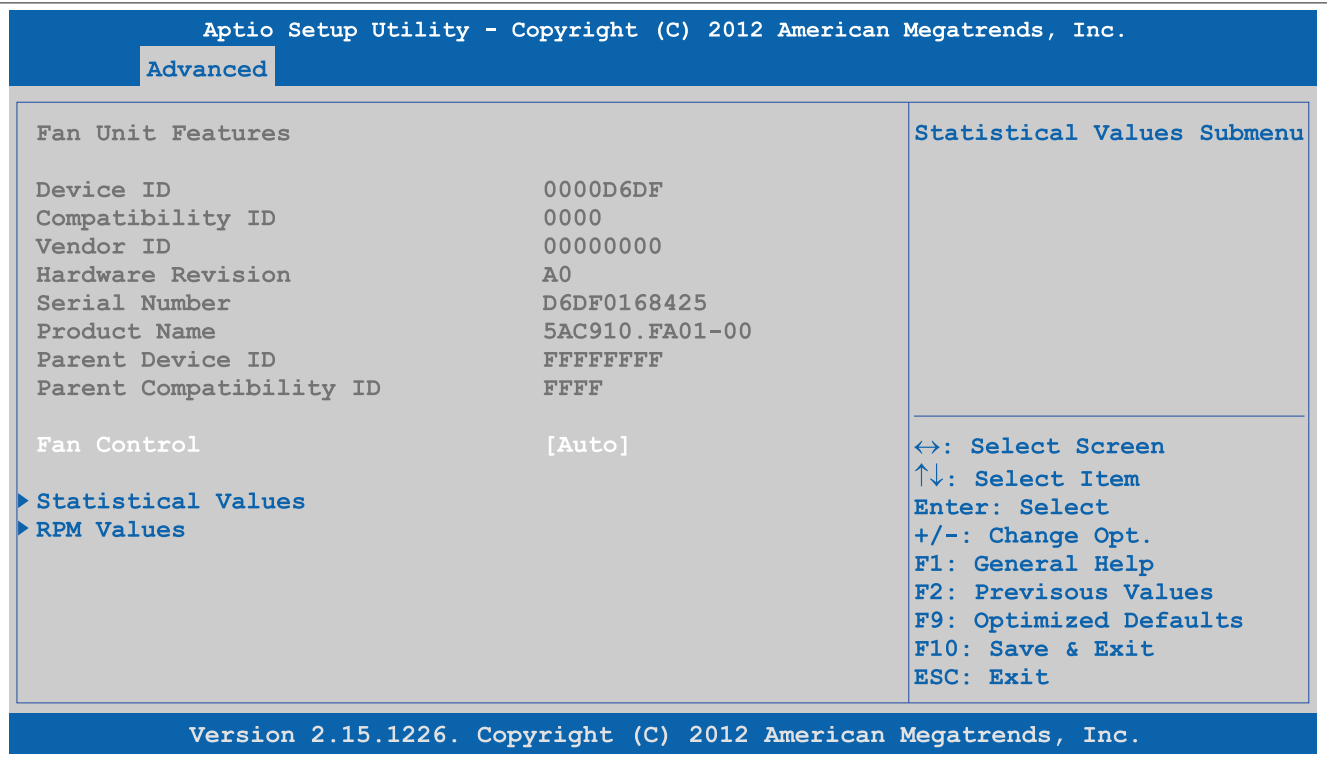 Aptio Setup Utility - Copyright (C) 2012 American Megatrends, Inc.
Advanced
Fan Unit Features
Device ID 0000D6DF
Compatibility ID 0000
Vendor ID 00000000
Hardware Revision A0
Serial Number D6DF0168425
Product Name 5AC910.FA01-00
Parent Device ID FFFFFFFF
Parent Compatibility ID FFFF
Fan Control [Auto]
Statistical Values
RPM Values
Statistical Values Submenu
↔: Select Screen
↑↓: Select Item
Enter: Select
+/-: Change Opt.
F1: General Help
F2: Previsous Values
F9: Optimized Defaults
F10: Save & Exit
ESC: Exit
Version 2.15.1226. Copyright (C) 2012 American Megatrends, Inc.